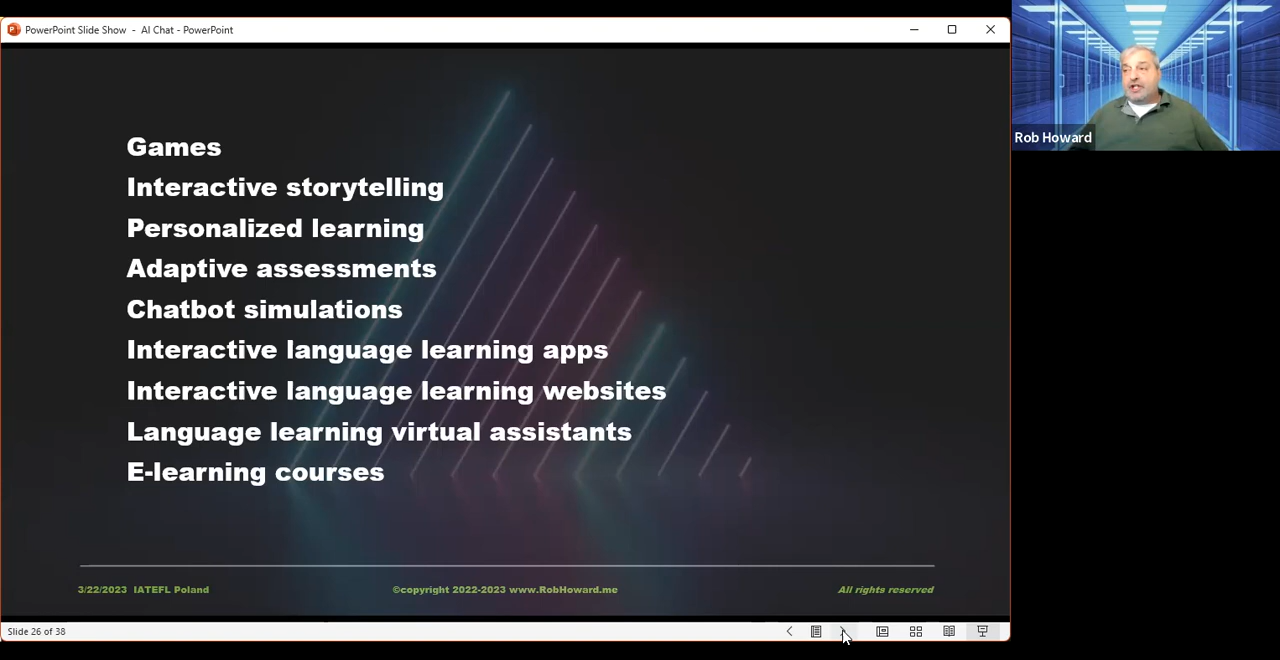 PowerPoint Slide Show - AI Chat - PowerPoint
Rob Howard
Games
Interactive storytelling
Personalized learning
Adaptive assessments
Chatbot simulations
Interactive language learning apps
Interactive language learning websites
Language learning virtual assistants
E-learning courses
3/22/2023 IATEFL Poland
©copyright 2022-2023 www.RobHoward.me
All rights reserved
Slide 26 of 38